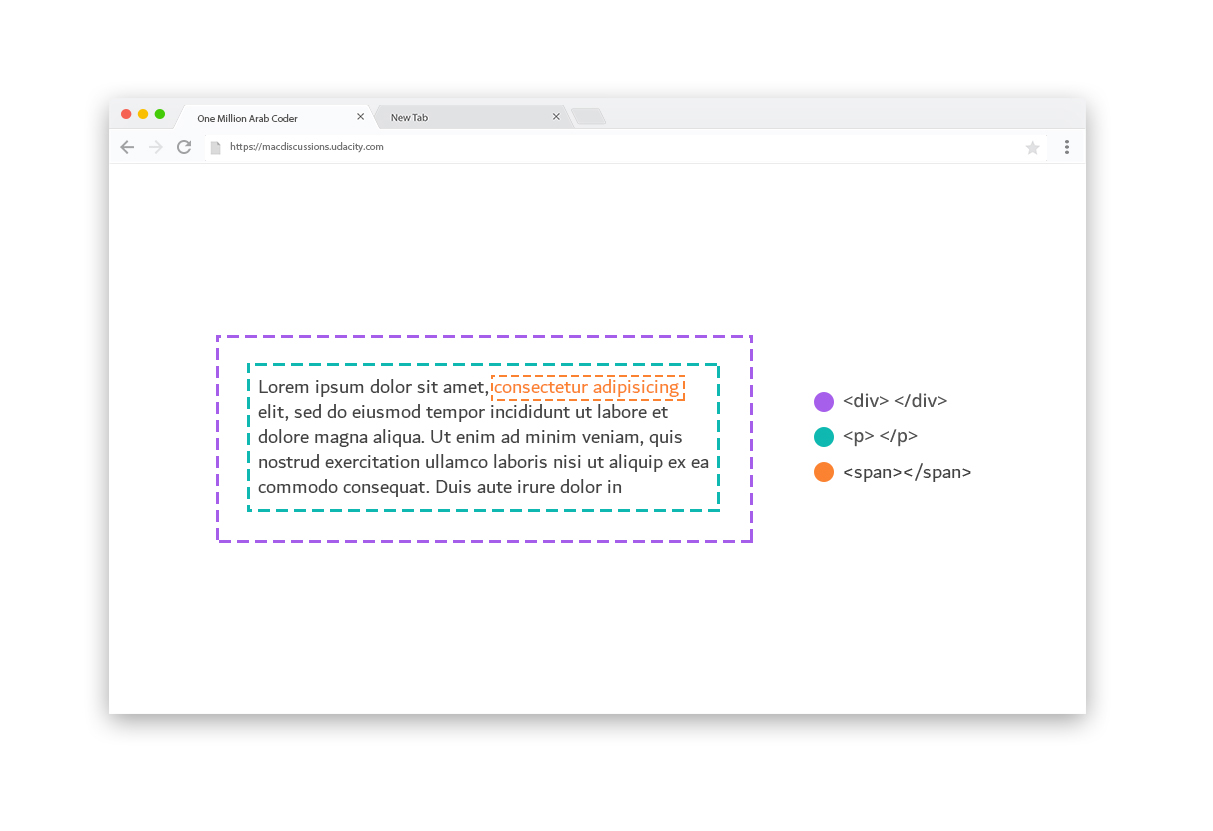 One Million Arab Coder
New Tab
https://macdiscussions.udacity.com
Lorem ipsum dolor sit amet, consectetur adipisicing
elit, sed do eiusmod tempor incididunt ut labore et
dolore magna aliqua. Ut enim ad minim veniam, quis
nostrud exercitation ullamco laboris nisi ut aliquip ex ea
commodo consequat. Duis aute irure dolor in
<div> </div>
<p> </p>
<span></span>